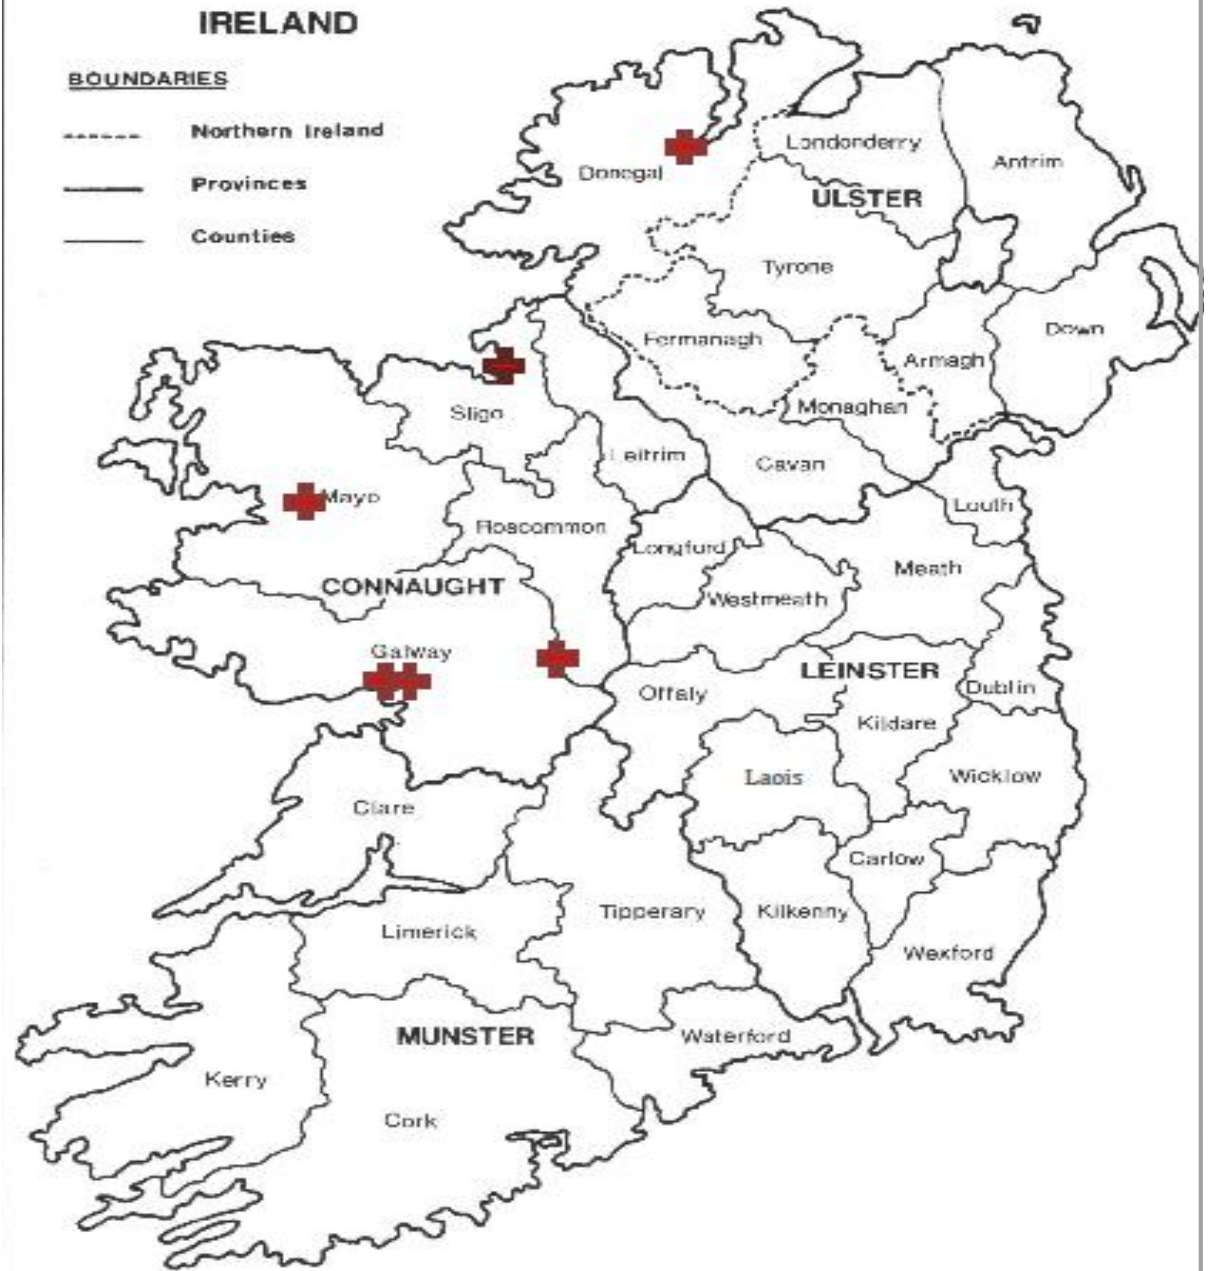 IRELAND
BOUNDARIES
Northern Ireland
Provinces
Counties
Donegal
Londonderry
Antrim
ULSTER
Tyrone
Fermanagh
Down
Armagh
Monaghan
Sligo
Leitrim
Cavan
Mayo
Louth
Roscommon
Longford
Meath
CONNAUGHT
Westmeath
Galway
LEINSTER
Offaly
Dublin
Kildare
Laois
Wicklow
Clare
Carlow
Tipperary
Kilkenny
Limerick
Wexford
MUNSTER
Waterford
Kerry
Cork